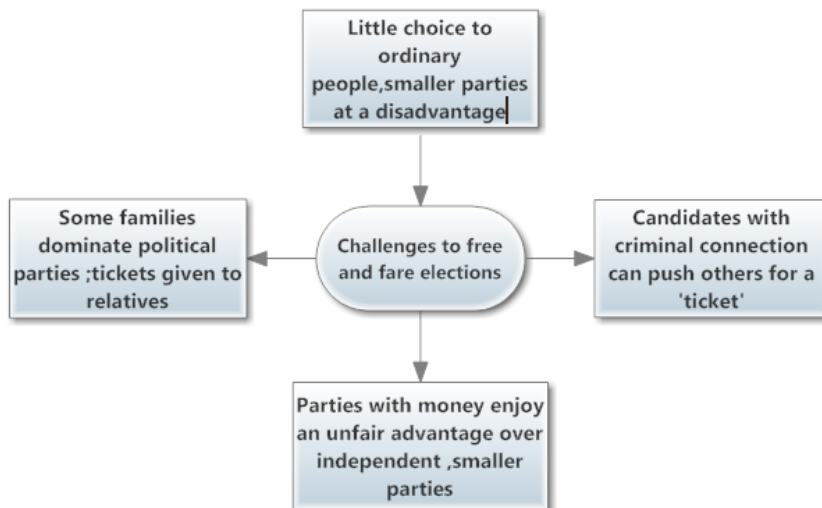 Little choice to
ordinary
people,smaller parties
at a disadvantage
Some families
dominate political
parties ;tickets given to
relatives
Challenges to free
and fare elections
Candidates with
criminal connection
can push others for a
'ticket'
Parties with money enjoy
an unfair advantage over
independent ,smaller
parties